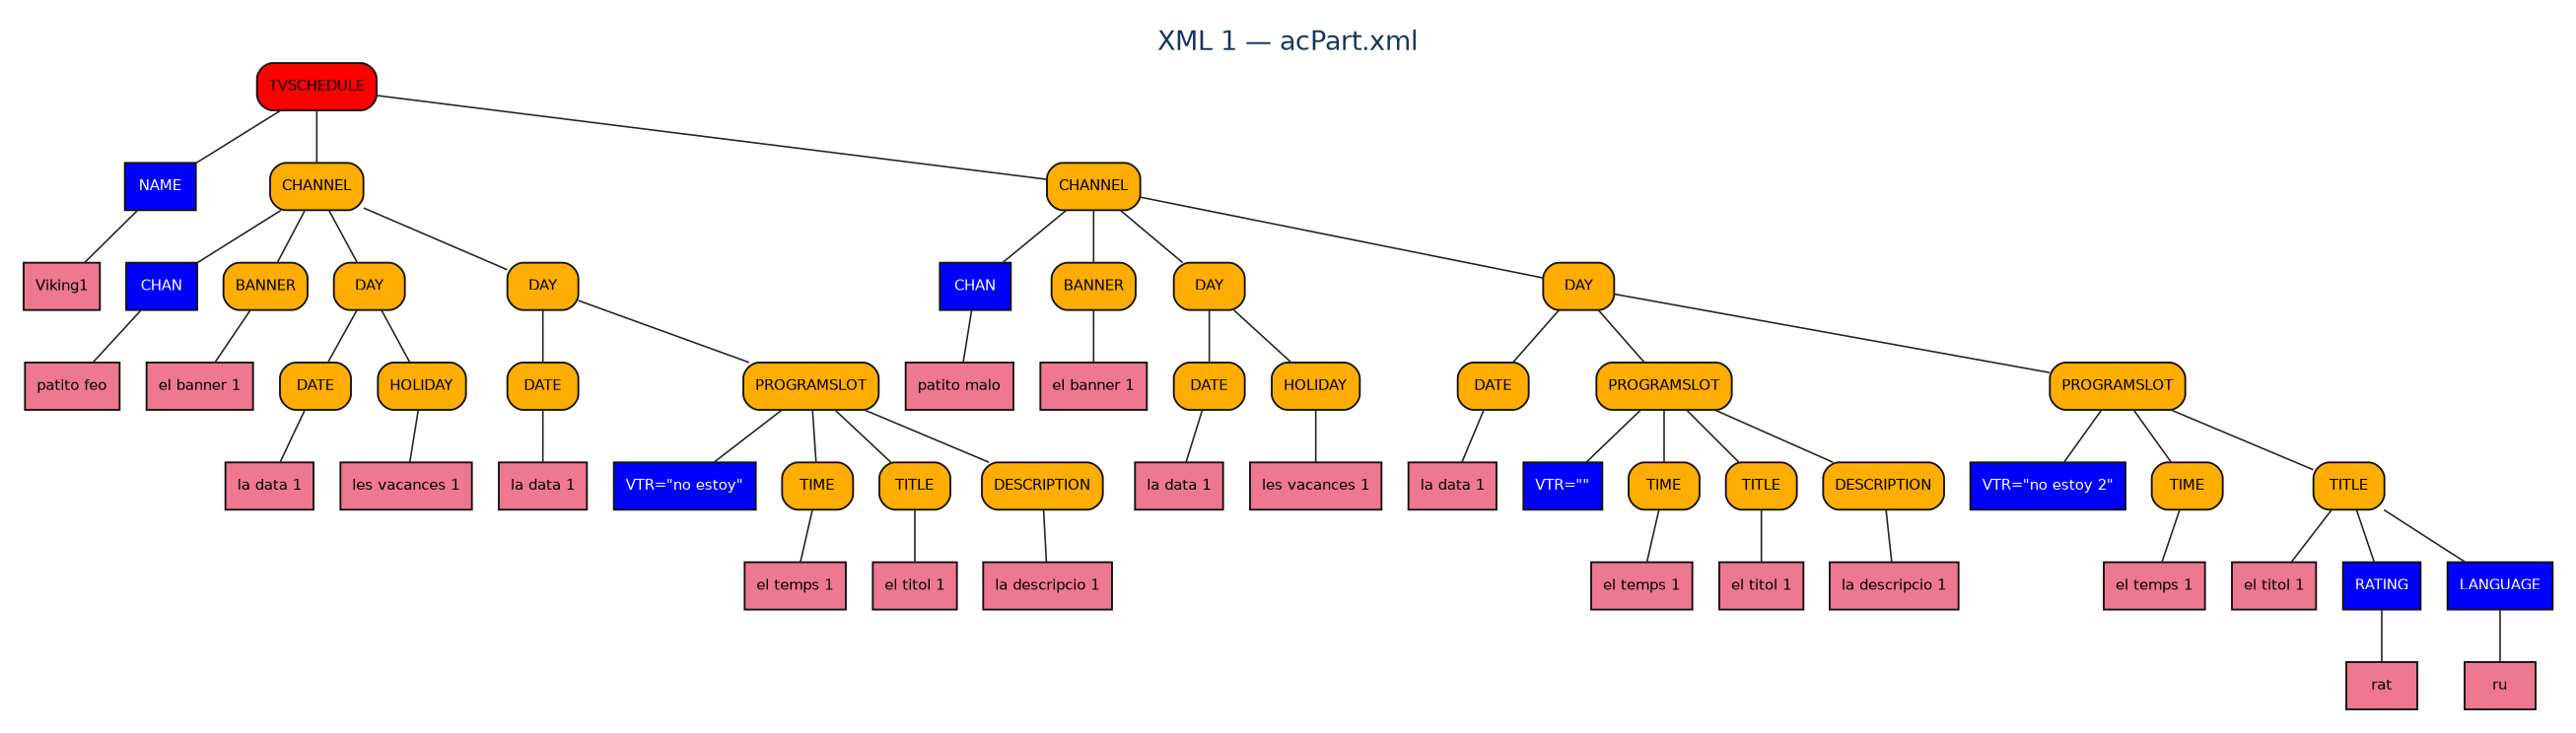 XML 1 — acPart.xml
TVSCHEDULE
NAME
CHANNEL
CHANNEL
Viking1
CHAN
BANNER
DAY
DAY
CHAN
BANNER
DAY
DAY
patito feo
el banner 1
DATE
HOLIDAY
DATE
PROGRAMSLOT
patito malo
el banner 1
DATE
HOLIDAY
DATE
PROGRAMSLOT
PROGRAMSLOT
la data 1
les vacances 1
la data 1
VTR="no estoy"
TIME
TITLE
DESCRIPTION
la data 1
les vacances 1
la data 1
VTR=""
TIME
TITLE
DESCRIPTION
VTR="no estoy 2"
TIME
TITLE
el temps 1
el titol 1
la descripcio 1
el temps 1
el titol 1
la descripcio 1
el temps 1
el titol 1
RATING
LANGUAGE
rat
ru